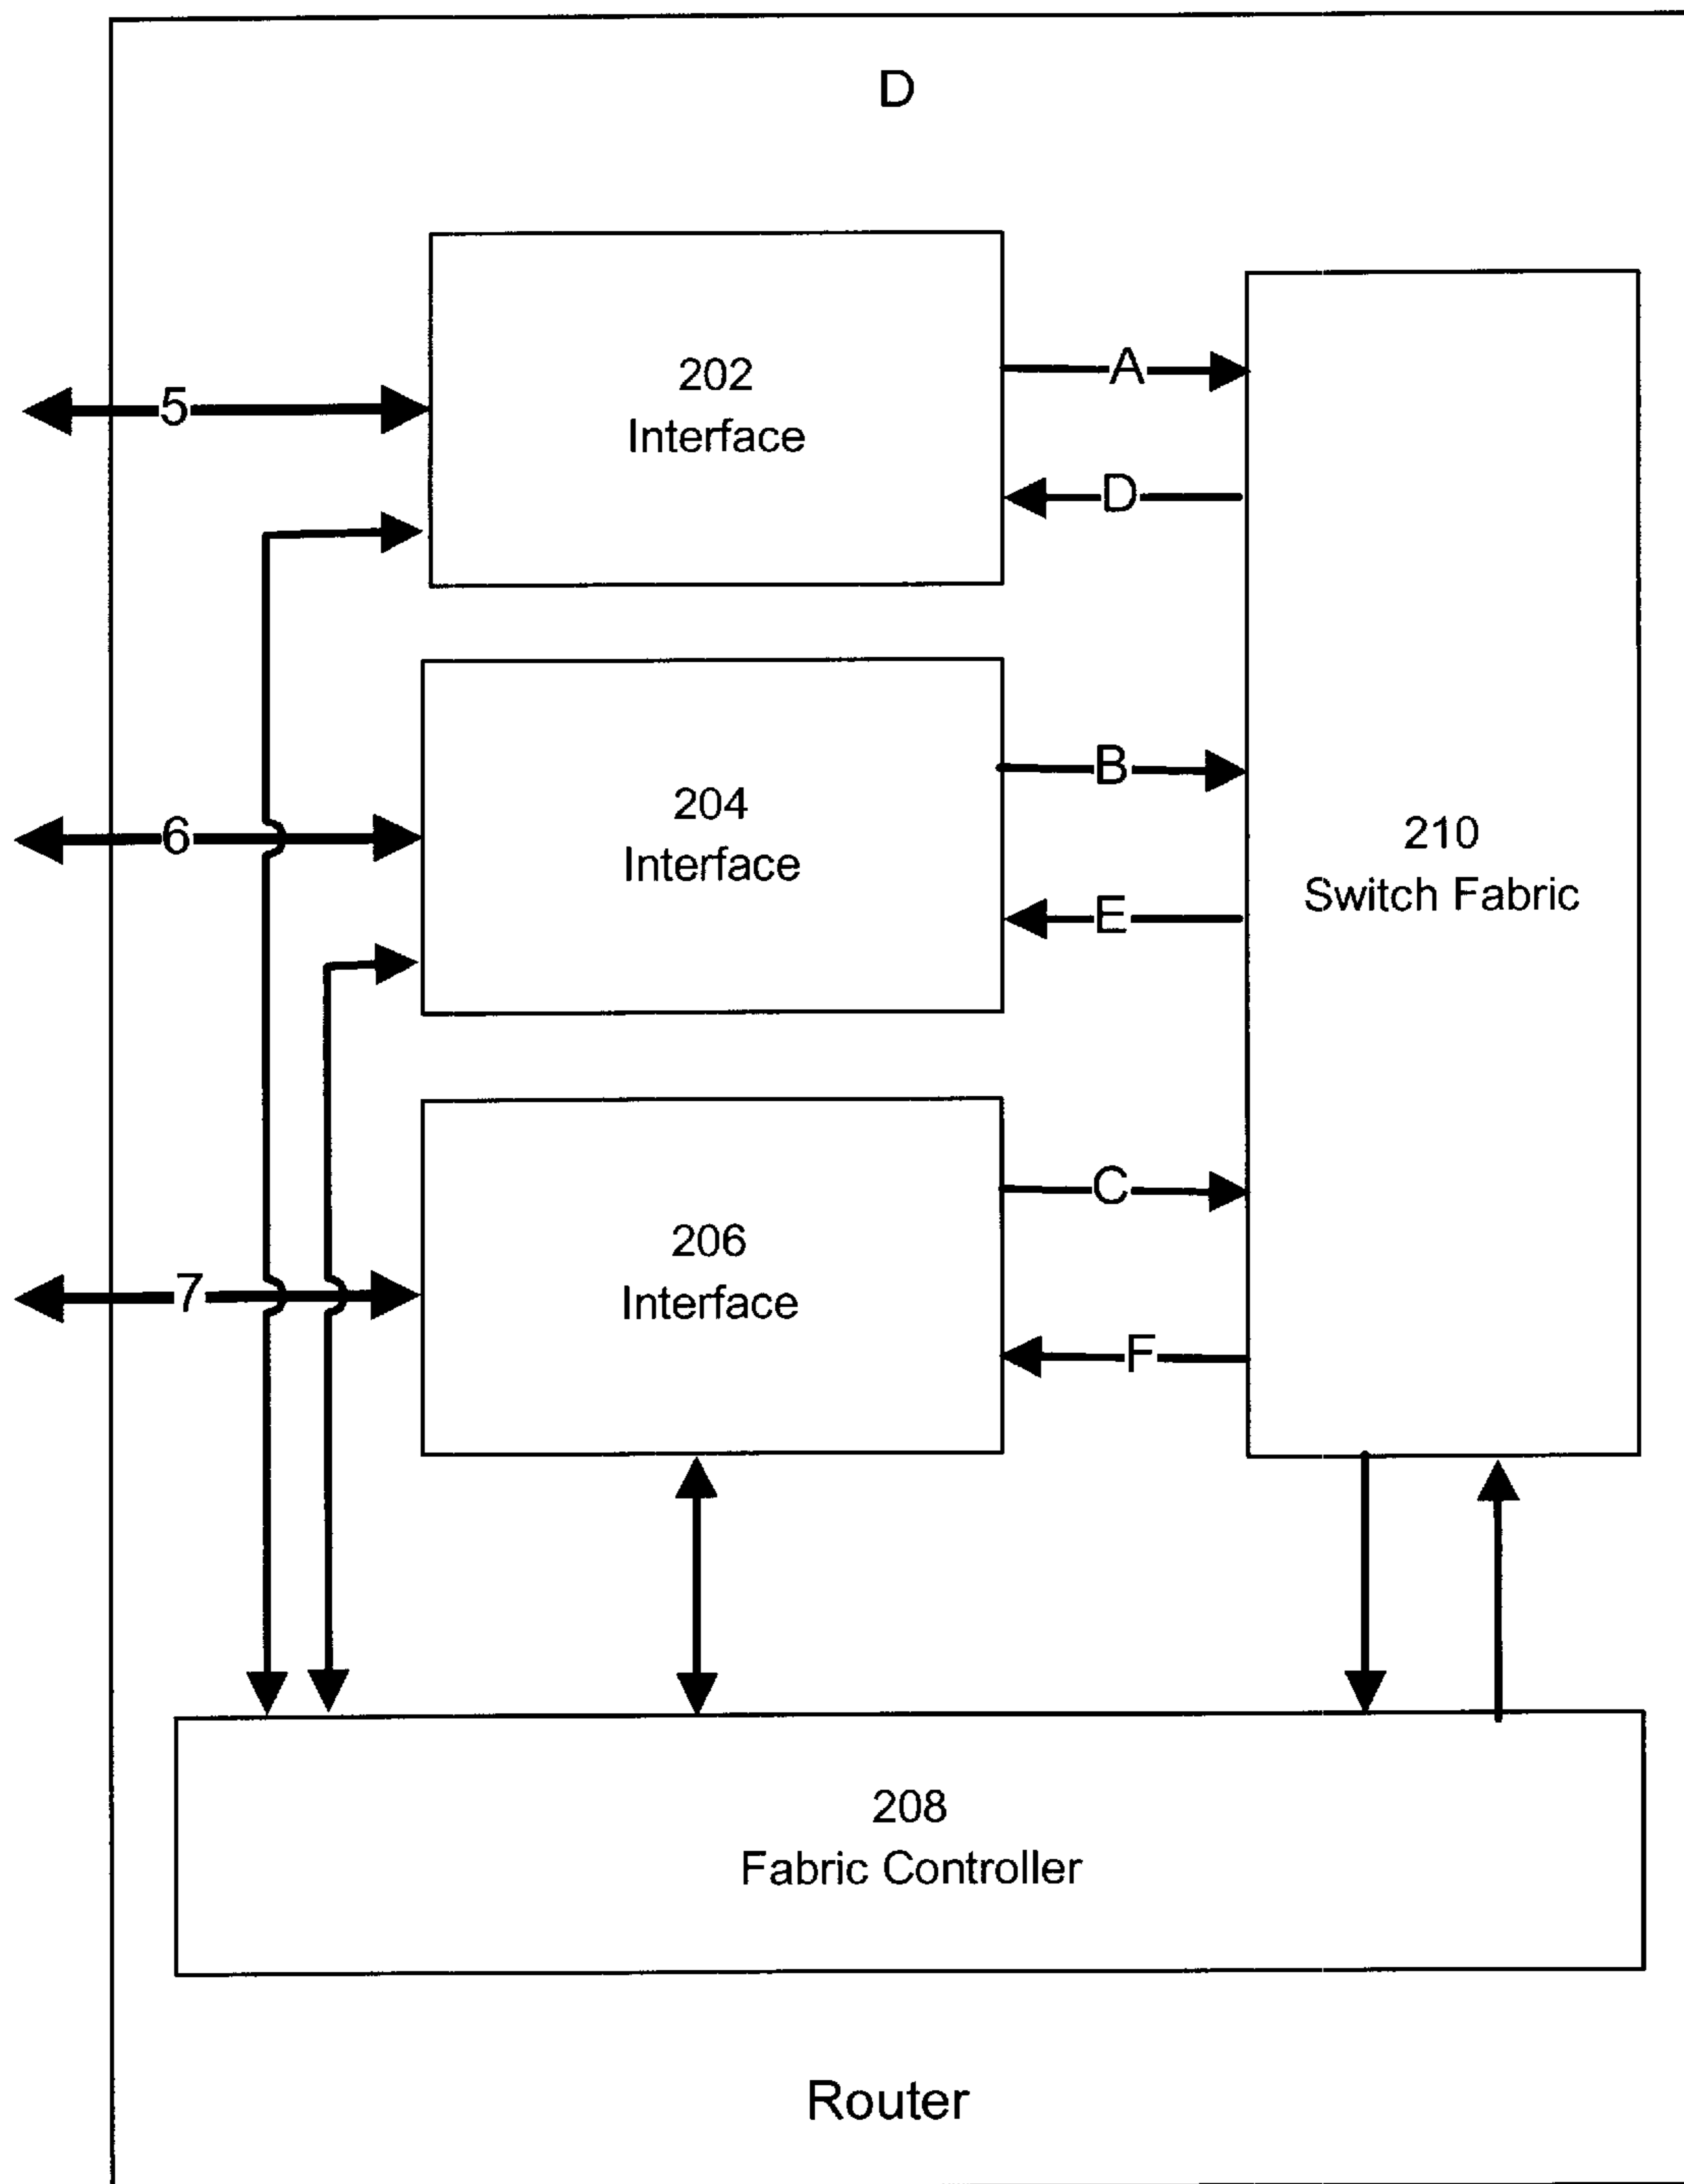 D
202
Interface
A
5
D
204
Interface
B
6
E
210
Switch Fabric
206
Interface
C
7
F
208
Fabric Controller
Router